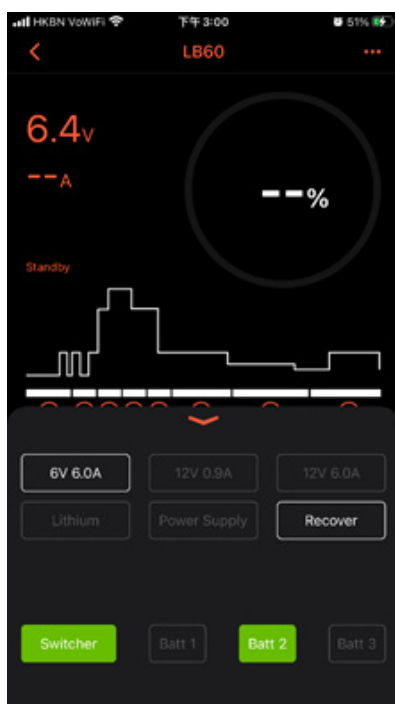 HKBN VoWiFi 下午3:00 51%
LB60
6.4V
--A
--%
Standby
6V 6.0A 12V 0.9A 12V 6.0A
Lithium Power Supply Recover
Switcher Batt 1 Batt 2 Batt 3